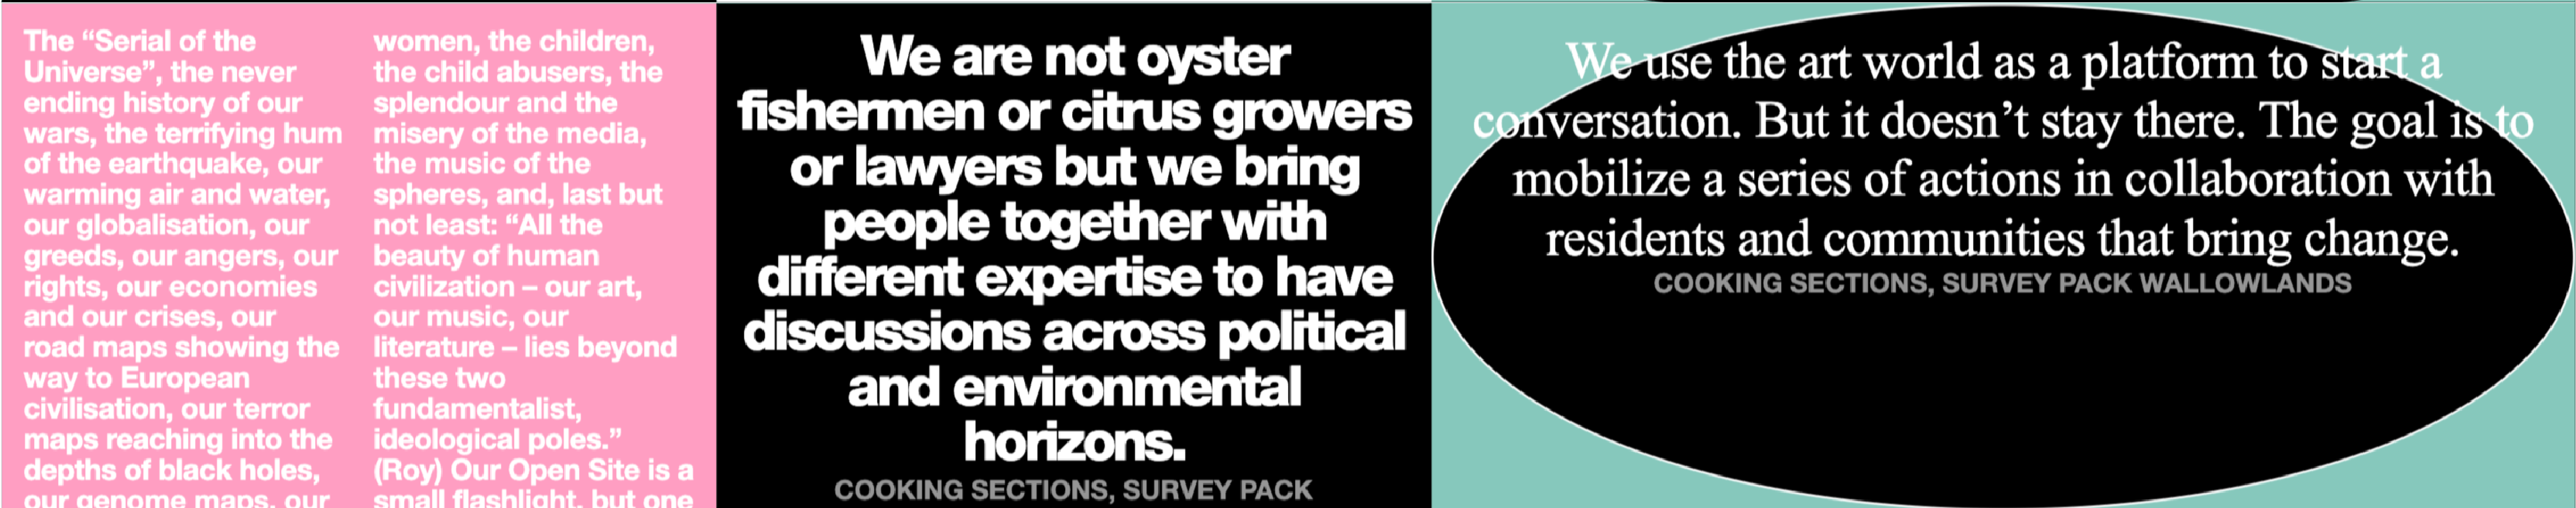 The “Serial of the
Universe”, the never
ending history of our
wars, the terrifying hum
of the earthquake, our
warming air and water,
our globalisation, our
greeds, our angers, our
rights, our economies
and our crises, our
road maps showing the
way to European
civilisation, our terror
maps reaching into the
depths of black holes,
our genome maps, our
women, the children,
the child abusers, the
splendour and the
misery of the media,
the music of the
spheres, and, last but
not least: “All the
beauty of human
civilization – our art,
our music, our
literature – lies beyond
these two
fundamentalist,
ideological poles.”
(Roy) Our Open Site is a
small flashlight, but one
We are not oyster
fishermen or citrus growers
or lawyers but we bring
people together with
different expertise to have
discussions across political
and environmental
horizons.
COOKING SECTIONS, SURVEY PACK
We use the art world as a platform to start a
conversation. But it doesn’t stay there. The goal is to
mobilize a series of actions in collaboration with
residents and communities that bring change.
COOKING SECTIONS, SURVEY PACK WALLOWLANDS